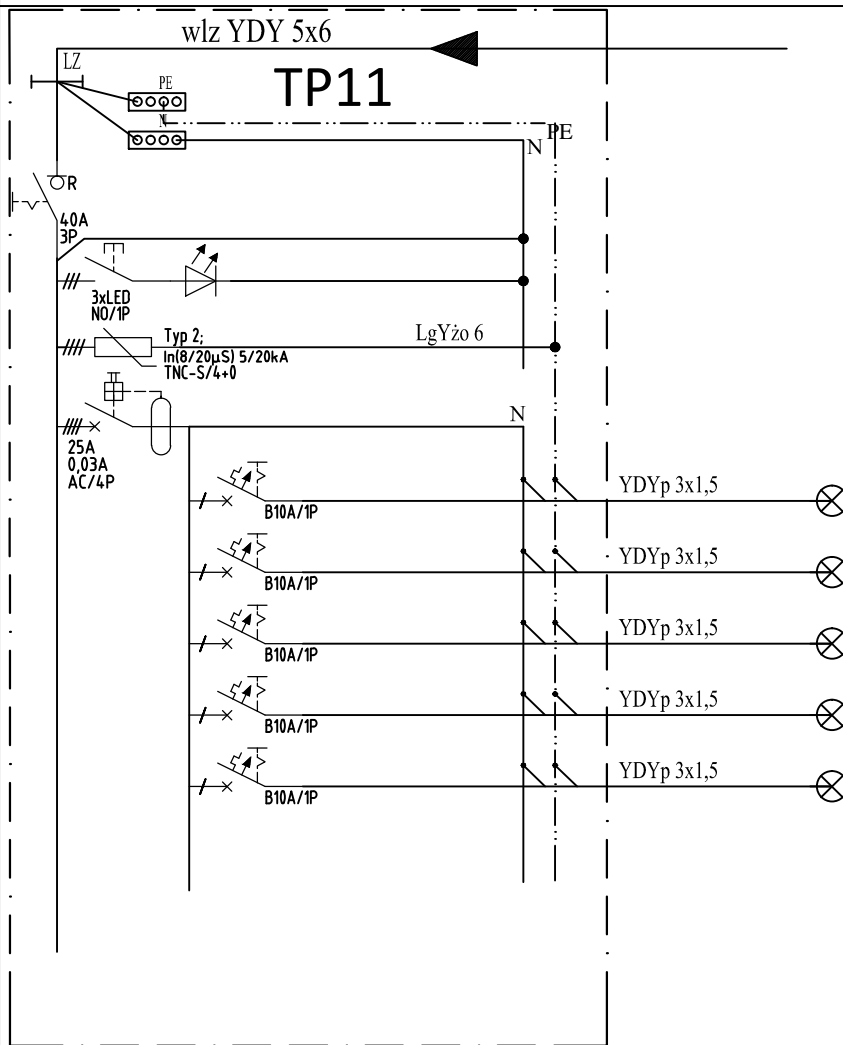 wlz YDY 5x6
LZ
TP11
PE
N
PE
N
R
40A
3P
3xLED
NO/1P
Typ 2;
In(8/20µS) 5/20kA
TNC-S/4+0
LgYżo 6
N
25A
0,03A
AC/4P
YDYp 3x1,5
B10A/1P
YDYp 3x1,5
B10A/1P
YDYp 3x1,5
B10A/1P
YDYp 3x1,5
B10A/1P
YDYp 3x1,5
B10A/1P